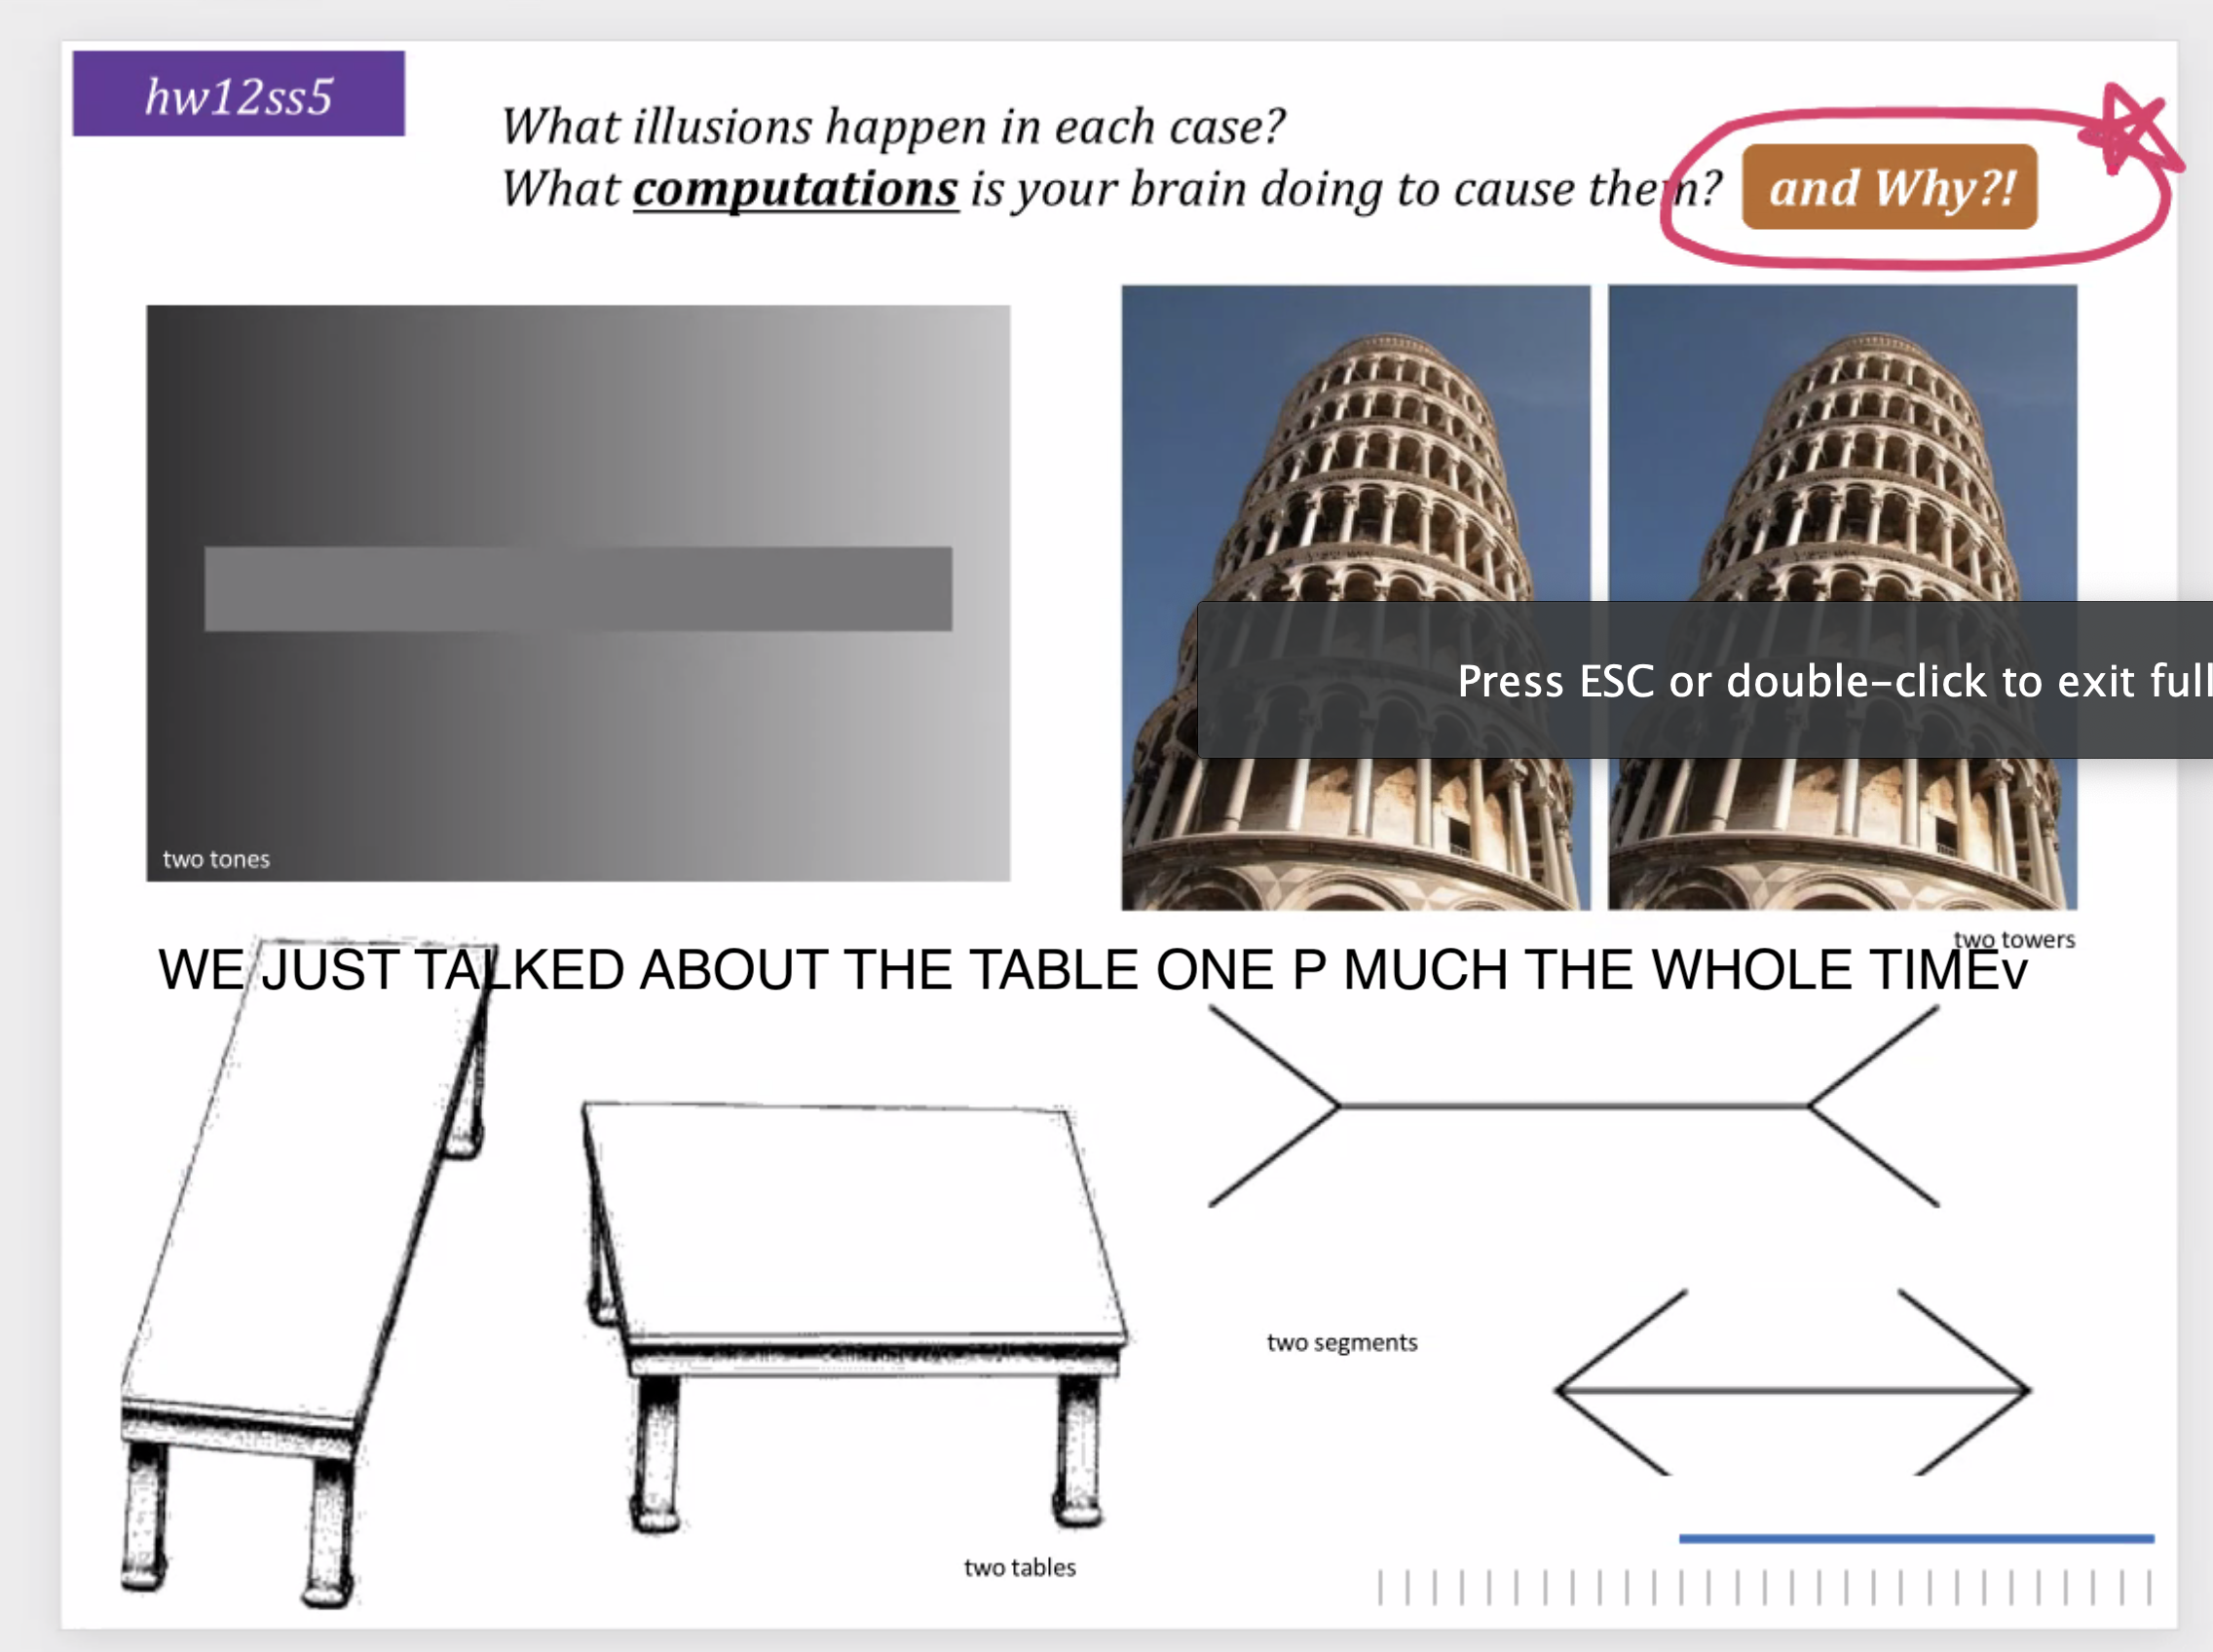 hw12ss5
What illusions happen in each case?
What computations is your brain doing to cause them? and Why?!
Press ESC or double-click to exit full
two tones
two towers
WE JUST TALKED ABOUT THE TABLE ONE P MUCH THE WHOLE TIMEv
two segments
two tables